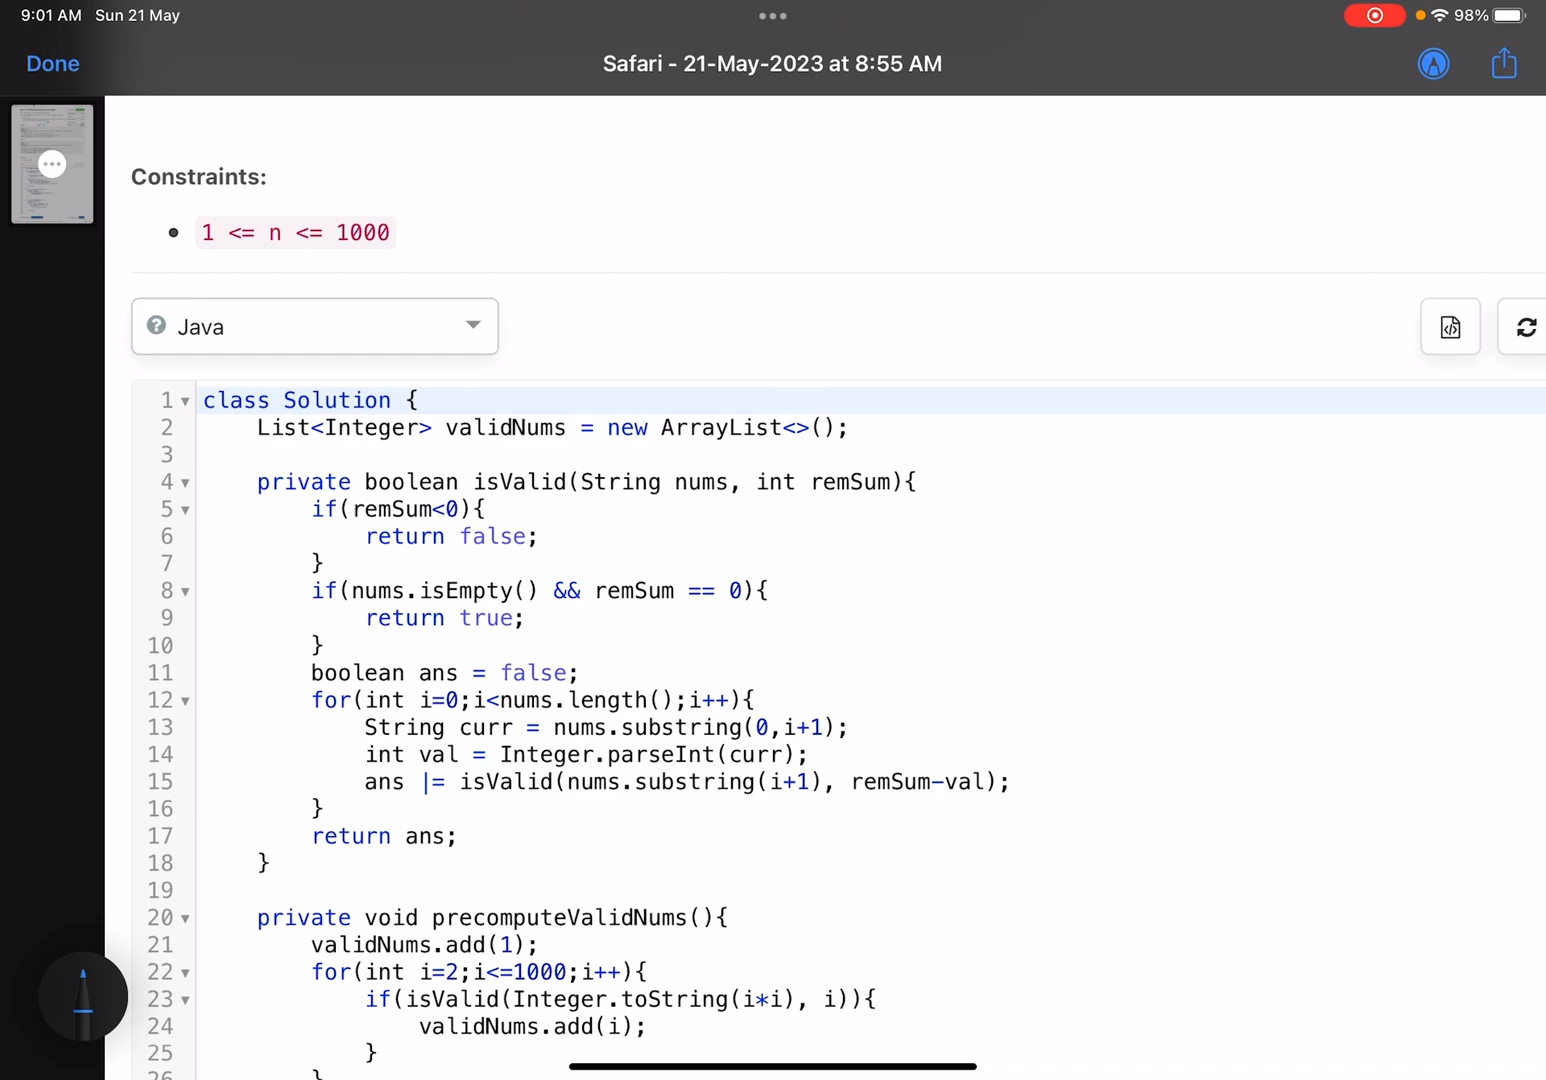 9:01 AM Sun 21 May
98%
Done
Safari - 21-May-2023 at 8:55 AM
Constraints:
1 <= n <= 1000
Java
1 class Solution {
2 List<Integer> validNums = new ArrayList<>();
3
4 private boolean isValid(String nums, int remSum){
5 if(remSum<0){
6 return false;
7 }
8 if(nums.isEmpty() && remSum == 0){
9 return true;
10 }
11 boolean ans = false;
12 for(int i=0;i<nums.length();i++){
13 String curr = nums.substring(0,i+1);
14 int val = Integer.parseInt(curr);
15 ans |= isValid(nums.substring(i+1), remSum-val);
16 }
17 return ans;
18 }
19
20 private void precomputeValidNums(){
21 validNums.add(1);
22 for(int i=2;i<=1000;i++){
23 if(isValid(Integer.toString(i*i), i)){
24 validNums.add(i);
25 }
26 }